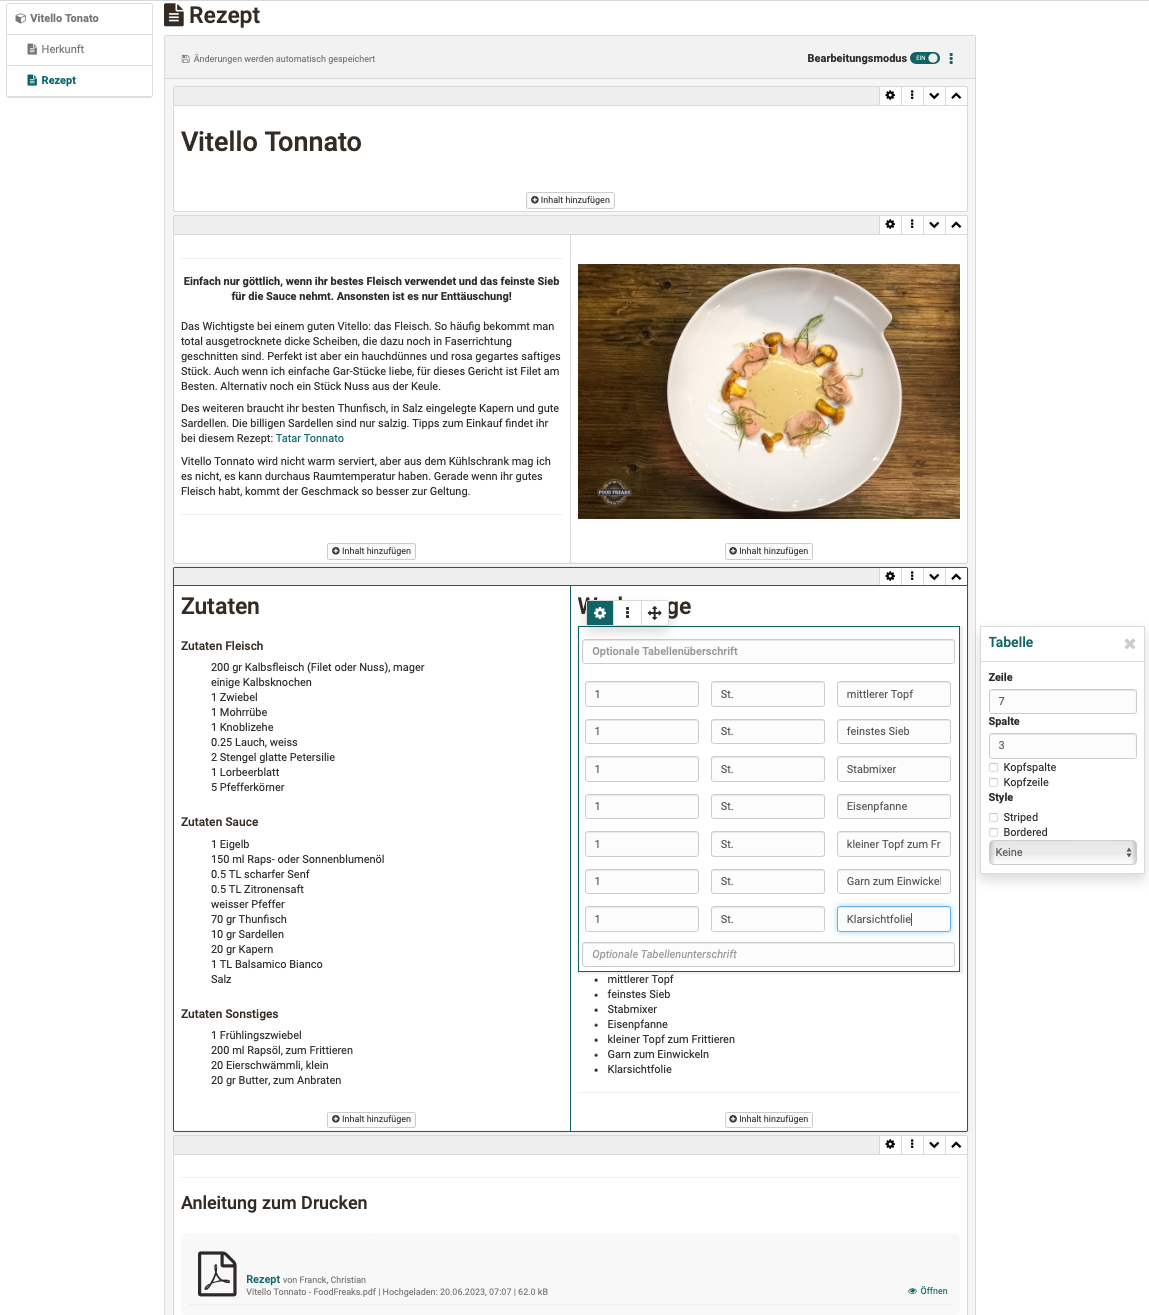 Vitello Tonato
Herkunft
Rezept
Rezept
Änderungen werden automatisch gespeichert
Bearbeitungsmodus EIN
Vitello Tonnato
Inhalt hinzufügen
Einfach nur göttlich, wenn ihr bestes Fleisch verwendet und das feinste Sieb
für die Sauce nehmt. Ansonsten ist es nur Enttäuschung!
Das Wichtigste bei einem guten Vitello: das Fleisch. So häufig bekommt man
total ausgetrocknete dicke Scheiben, die dazu noch in Faserrichtung
geschnitten sind. Perfekt ist aber ein hauchdünnes und rosa gegartes saftiges
Stück. Auch wenn ich einfache Gar-Stücke liebe, für dieses Gericht ist Filet am
Besten. Alternativ noch ein Stück Nuss aus der Keule.
Des weiteren braucht ihr besten Thunfisch, in Salz eingelegte Kapern und gute
Sardellen. Die billigen Sardellen sind nur salzig. Tipps zum Einkauf findet ihr
bei diesem Rezept: Tatar Tonnato
Vitello Tonnato wird nicht warm serviert, aber aus dem Kühlschrank mag ich
es nicht, es kann durchaus Raumtemperatur haben. Gerade wenn ihr gutes
Fleisch habt, kommt der Geschmack so besser zur Geltung.
Inhalt hinzufügen
FOOD FREAKS
Inhalt hinzufügen
Zutaten
Zutaten Fleisch
200 gr Kalbsfleisch (Filet oder Nuss), mager
einige Kalbsknochen
1 Zwiebel
1 Mohrrübe
1 Knoblizehe
0.25 Lauch, weiss
2 Stengel glatte Petersilie
1 Lorbeerblatt
5 Pfefferkörner
Zutaten Sauce
1 Eigelb
150 ml Raps- oder Sonnenblumenöl
0.5 TL scharfer Senf
0.5 TL Zitronensaft
weisser Pfeffer
70 gr Thunfisch
10 gr Sardellen
20 gr Kapern
1 TL Balsamico Bianco
Salz
Zutaten Sonstiges
1 Frühlingszwiebel
200 ml Rapsöl, zum Frittieren
20 Eierschwämmli, klein
20 gr Butter, zum Anbraten
Inhalt hinzufügen
Optionale Tabellenüberschrift
1 St. mittlerer Topf
1 St. feinstes Sieb
1 St. Stabmixer
1 St. Eisenpfanne
1 St. kleiner Topf zum Fr
1 St. Garn zum Einwickel
1 St. Klarsichtfolie
Optionale Tabellenunterschrift
• mittlerer Topf
• feinstes Sieb
• Stabmixer
• Eisenpfanne
• kleiner Topf zum Frittieren
• Garn zum Einwickeln
• Klarsichtfolie
Inhalt hinzufügen
Tabelle
Zeile
7
Spalte
3
Kopfspalte
Kopfzeile
Style
Striped
Bordered
Keine
Anleitung zum Drucken
Rezept von Franck, Christian
Vitello Tonnato - FoodFreaks.pdf | Hochgeladen: 20.06.2023, 07:07 | 62.0 kB
Öffnen